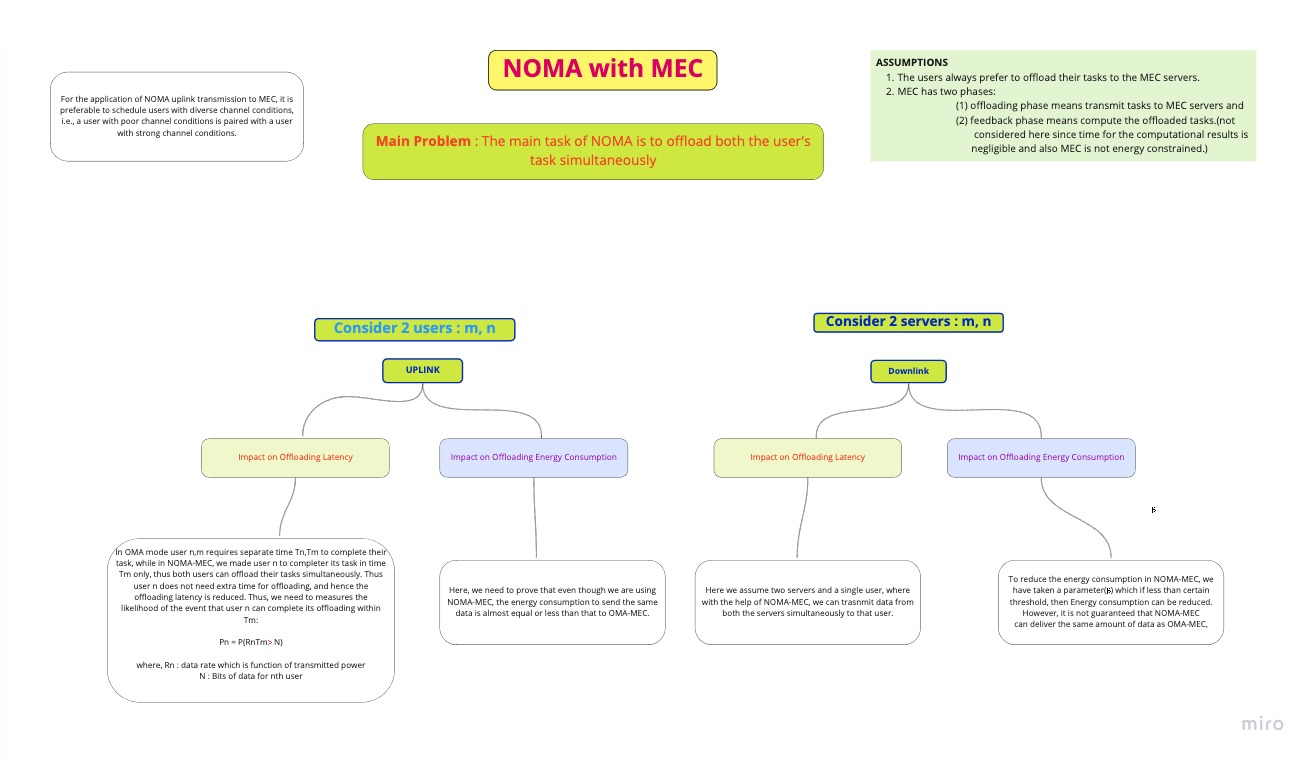 NOMA with MEC
For the application of NOMA uplink transmission to MEC, it is
preferable to schedule users with diverse channel conditions,
i.e., a user with poor channel conditions is paired with a user
with strong channel conditions.
Main Problem : The main task of NOMA is to offload both the user's
task simultaneously
ASSUMPTIONS
1. The users always prefer to offload their tasks to the MEC servers.
2. MEC has two phases:
(1) offloading phase means transmit tasks to MEC servers and
(2) feedback phase means compute the offloaded tasks.(not
considered here since time for the computational results is
negligible and also MEC is not energy constrained.)
Consider 2 users : m, n
UPLINK
Impact on Offloading Latency
Impact on Offloading Energy Consumption
In OMA mode user n,m requires separate time Tn,Tm to complete their
task, while in NOMA-MEC, we made user n to completer its task in time
Tm only, thus both users can offload their tasks simultaneously. Thus
user n does not need extra time for offloading, and hence the
offloading latency is reduced. Thus, we need to measures the
likelihood of the event that user n can complete its offloading within
Tm:
Pn = P(RnTm> N)
where, Rn : data rate which is function of transmitted power
N : Bits of data for nth user
Here, we need to prove that even though we are using
NOMA-MEC, the energy consumption to send the same
data is almost equal or less than that to OMA-MEC.
Consider 2 servers : m, n
Downlink
Impact on Offloading Latency
Impact on Offloading Energy Consumption
Here we assume two servers and a single user, where
with the help of NOMA-MEC, we can trasnmit data from
both the servers simultaneously to that user.
β
To reduce the energy consumption in NOMA-MEC, we
have taken a parameter(β) which if less than certain
threshold, then Energy consumption can be reduced.
However, it is not guaranteed that NOMA-MEC
can deliver the same amount of data as OMA-MEC,
miro